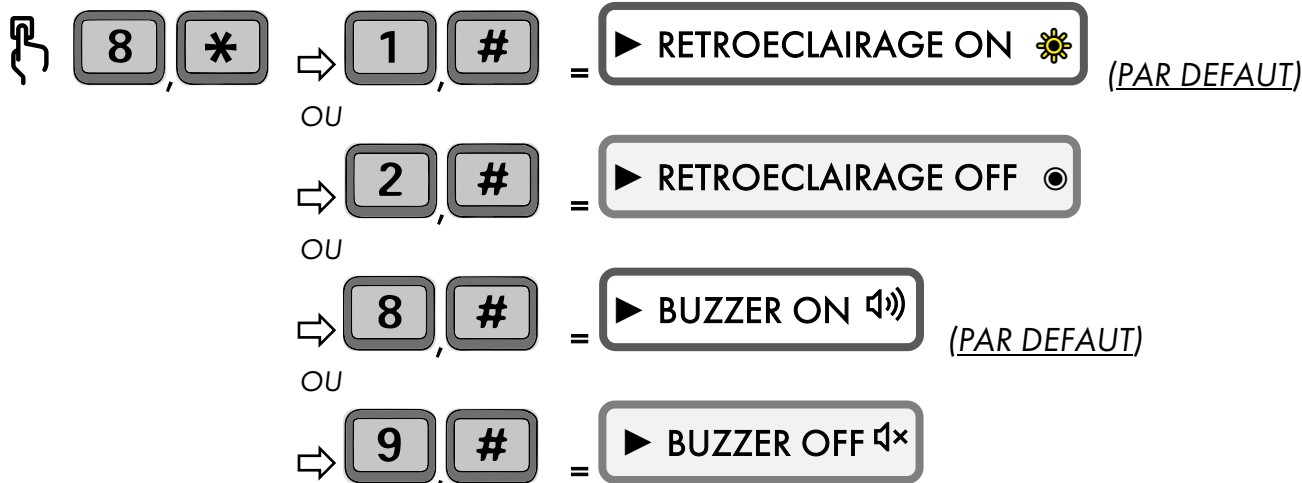 8 , * ⇨ 1 , # = ► RETROECLAIRAGE ON (PAR DEFAUT)
OU
⇨ 2 , # = ► RETROECLAIRAGE OFF
OU
⇨ 8 , # = ► BUZZER ON (PAR DEFAUT)
OU
⇨ 9 , # = ► BUZZER OFF